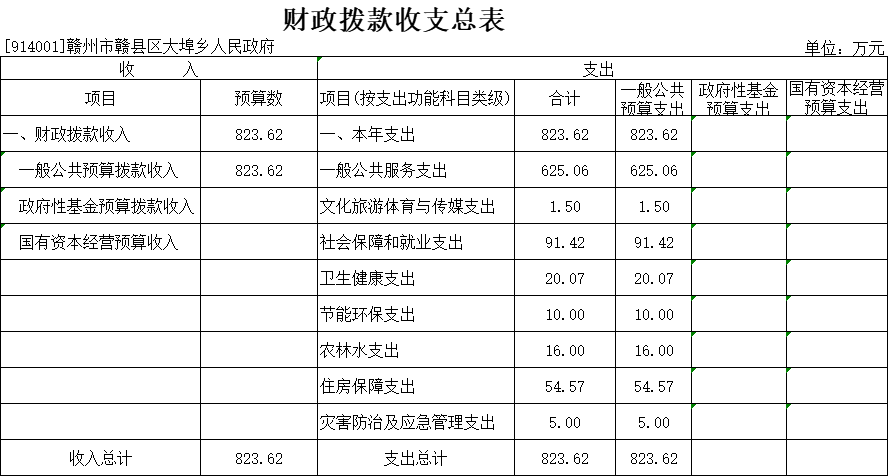 财政拨款收支总表
[914001]赣州市赣县区大埠乡人民政府 单位：万元
收 入 支出
项目 预算数 项目(按支出功能科目类级) 合计 一般公共预算支出 政府性基金预算支出 国有资本经营预算支出
一、财政拨款收入 823.62 一、本年支出 823.62 823.62
一般公共预算拨款收入 823.62 一般公共服务支出 625.06 625.06
政府性基金预算拨款收入 文化旅游体育与传媒支出 1.50 1.50
国有资本经营预算收入 社会保障和就业支出 91.42 91.42
卫生健康支出 20.07 20.07
节能环保支出 10.00 10.00
农林水支出 16.00 16.00
住房保障支出 54.57 54.57
灾害防治及应急管理支出 5.00 5.00
收入总计 823.62 支出总计 823.62 823.62